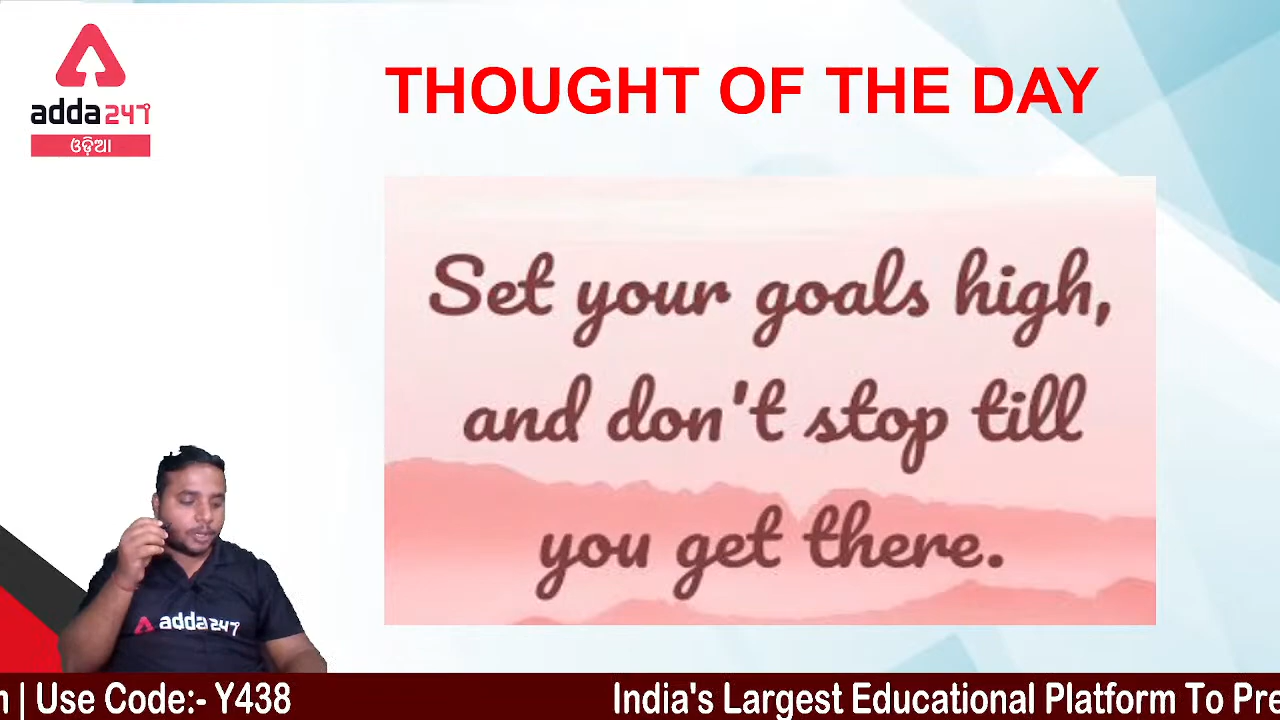 THOUGHT OF THE DAY
adda247
ଓଡ଼ିଆ
Set your goals high,
and don't stop till
you get there.
adda247
| Use Code:- Y438
India's Largest Educational Platform To